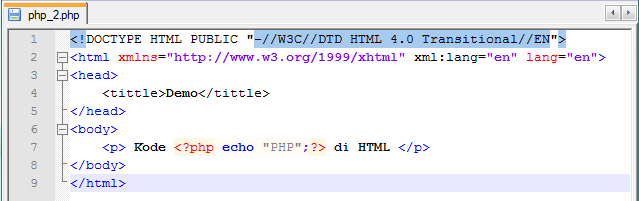 php_2.php
1 <!DOCTYPE HTML PUBLIC "-//W3C//DTD HTML 4.0 Transitional//EN">
2 <html xmlns="http://www.w3.org/1999/xhtml" xml:lang="en" lang="en">
3 <head>
4     <tittle>Demo</tittle>
5 </head>
6 <body>
7     <p> Kode <?php echo "PHP";?> di HTML </p>
8 </body>
9 </html>